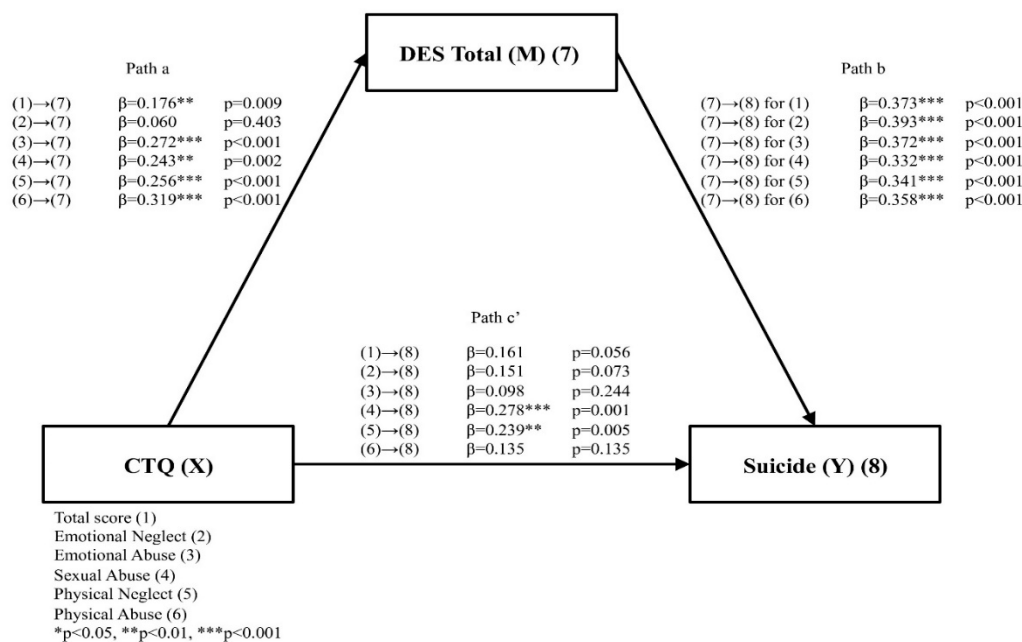 DES Total (M) (7)
Path a
(1)→(7) β=0.176** p=0.009
(2)→(7) β=0.060 p=0.403
(3)→(7) β=0.272*** p<0.001
(4)→(7) β=0.243** p=0.002
(5)→(7) β=0.256*** p<0.001
(6)→(7) β=0.319*** p<0.001
Path b
(7)→(8) for (1) β=0.373*** p<0.001
(7)→(8) for (2) β=0.393*** p<0.001
(7)→(8) for (3) β=0.372*** p<0.001
(7)→(8) for (4) β=0.332*** p<0.001
(7)→(8) for (5) β=0.341*** p<0.001
(7)→(8) for (6) β=0.358*** p<0.001
Path c’
(1)→(8) β=0.161 p=0.056
(2)→(8) β=0.151 p=0.073
(3)→(8) β=0.098 p=0.244
(4)→(8) β=0.278*** p=0.001
(5)→(8) β=0.239** p=0.005
(6)→(8) β=0.135 p=0.135
CTQ (X)
Suicide (Y) (8)
Total score (1)
Emotional Neglect (2)
Emotional Abuse (3)
Sexual Abuse (4)
Physical Neglect (5)
Physical Abuse (6)
*p<0.05, **p<0.01, ***p<0.001